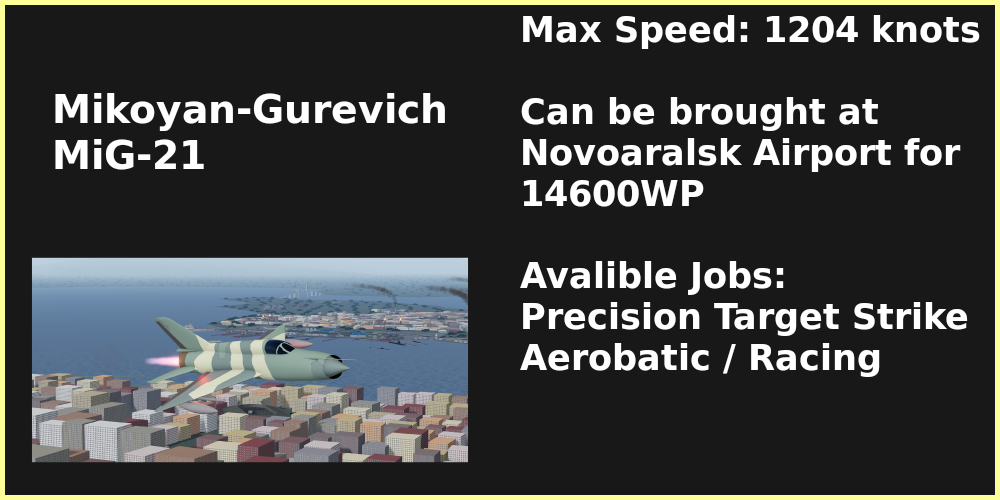 Mikoyan-Gurevich
MiG-21
Max Speed: 1204 knots
Can be brought at
Novoaralsk Airport for
14600WP
Avalible Jobs:
Precision Target Strike
Aerobatic / Racing